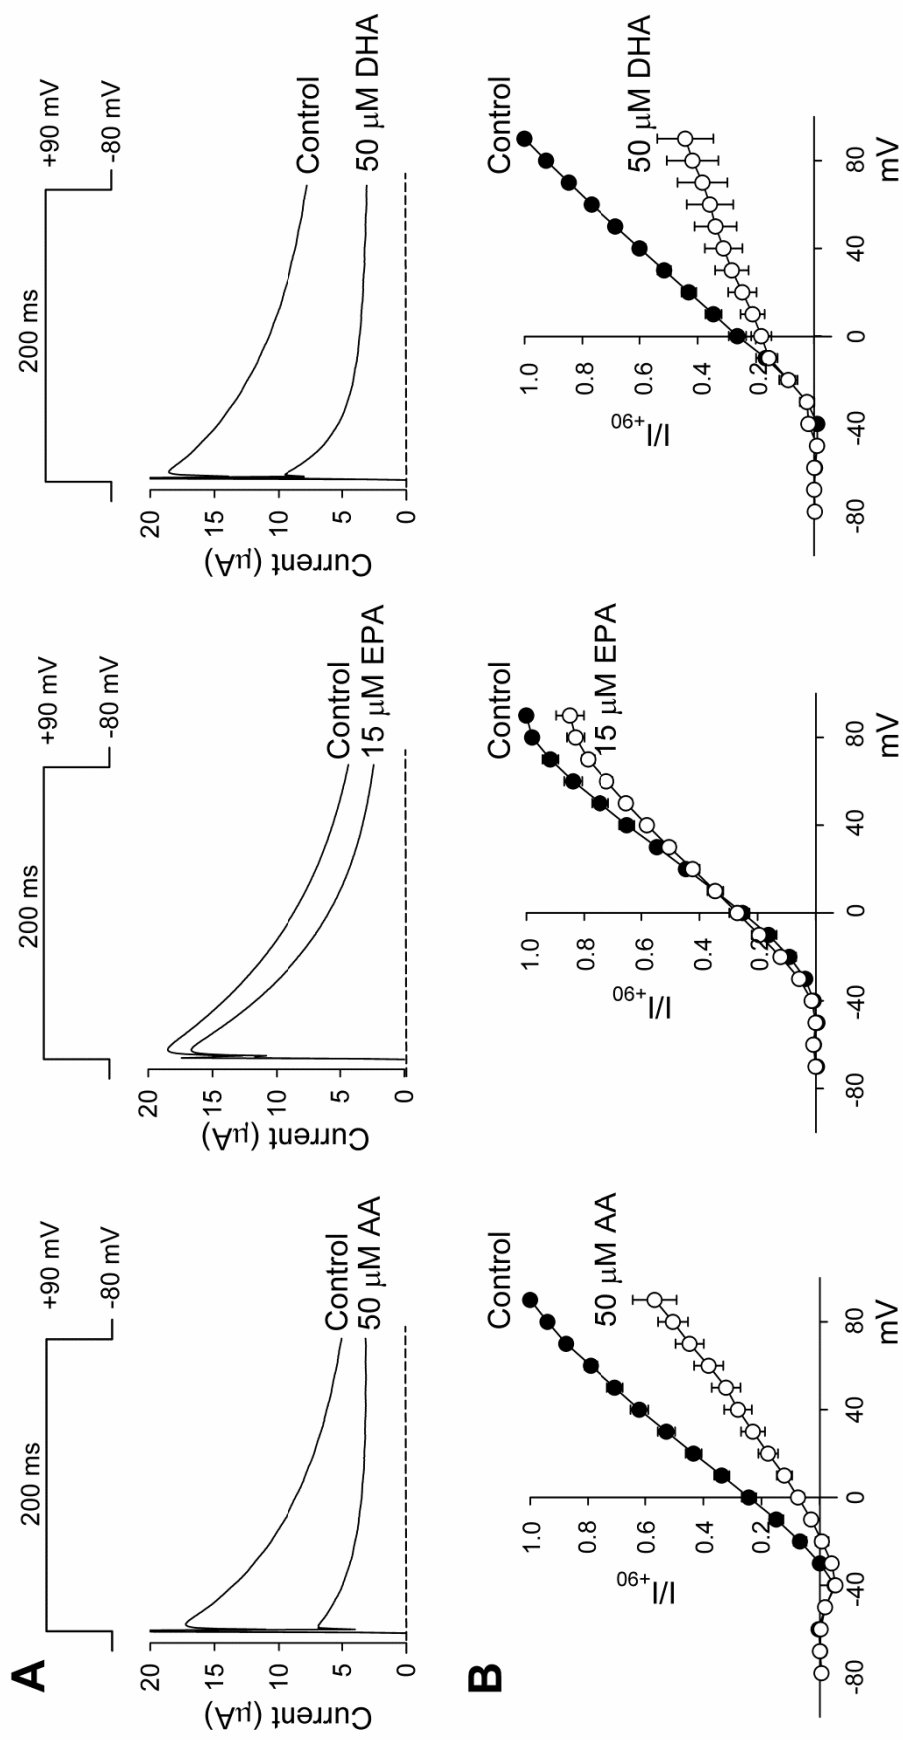 A
200 ms
+90 mV
-80 mV
Current (µA)
20
15
10
5
0
Control
50 µM AA
200 ms
+90 mV
-80 mV
Current (µA)
20
15
10
5
0
Control
15 µM EPA
200 ms
+90 mV
-80 mV
Current (µA)
20
15
10
5
0
Control
50 µM DHA
B
I/I+90
1.0
0.8
0.6
0.4
0.2
-80
-40
0
40
80
mV
Control
50 µM AA
I/I+90
1.0
0.8
0.6
0.4
0.2
-80
-40
0
40
80
mV
Control
15 µM EPA
I/I+90
1.0
0.8
0.6
0.4
0.2
-80
-40
0
40
80
mV
Control
50 µM DHA